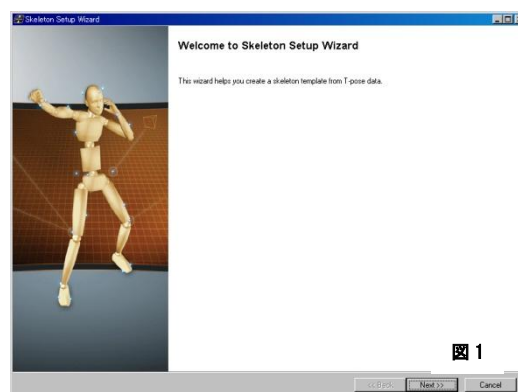 Skeleton Setup Wizard
Welcome to Skeleton Setup Wizard
This wizard helps you create a skeleton template from T-pose data.
図 1
<< Back
Next >>
Cancel